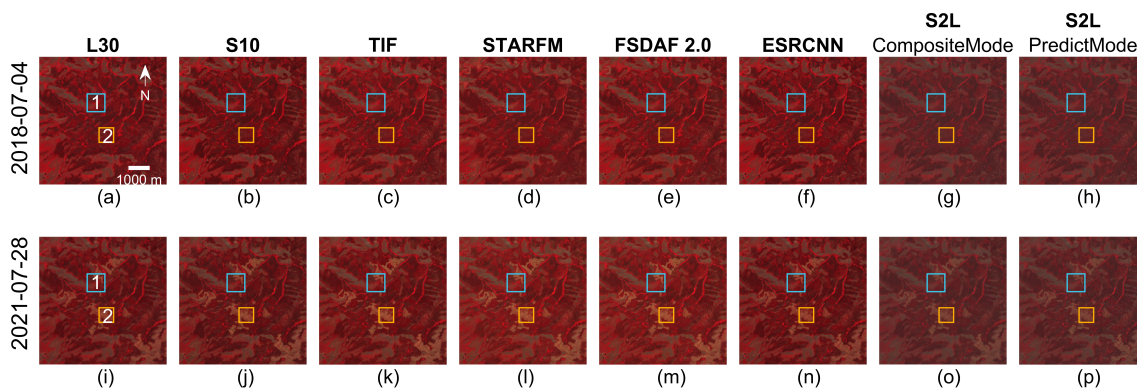 L30 S10 TIF STARFM FSDAF 2.0 ESRCNN S2L CompositeMode S2L PredictMode
2018-07-04
1
N
2
1000 m
(a) (b) (c) (d) (e) (f) (g) (h)
2021-07-28
1
2
(i) (j) (k) (l) (m) (n) (o) (p)